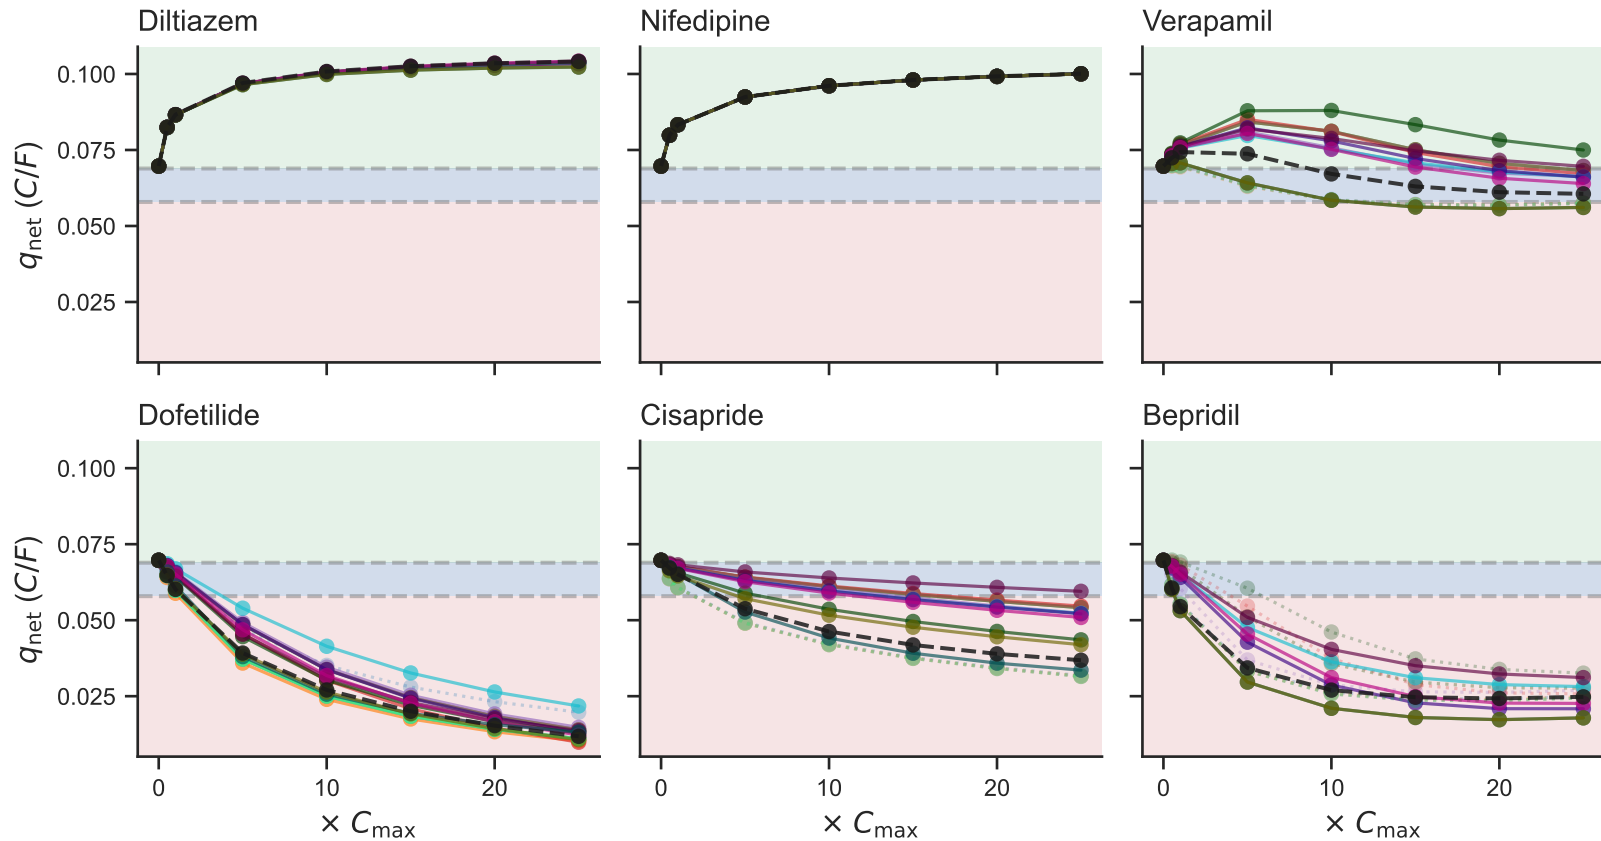 Diltiazem
Nifedipine
Verapamil
0.100
0.075
0.050
0.025
q_net (C/F)
Dofetilide
Cisapride
Bepridil
0.100
0.075
0.050
0.025
q_net (C/F)
0 10 20
0 10 20
0 10 20
× C_max
× C_max
× C_max